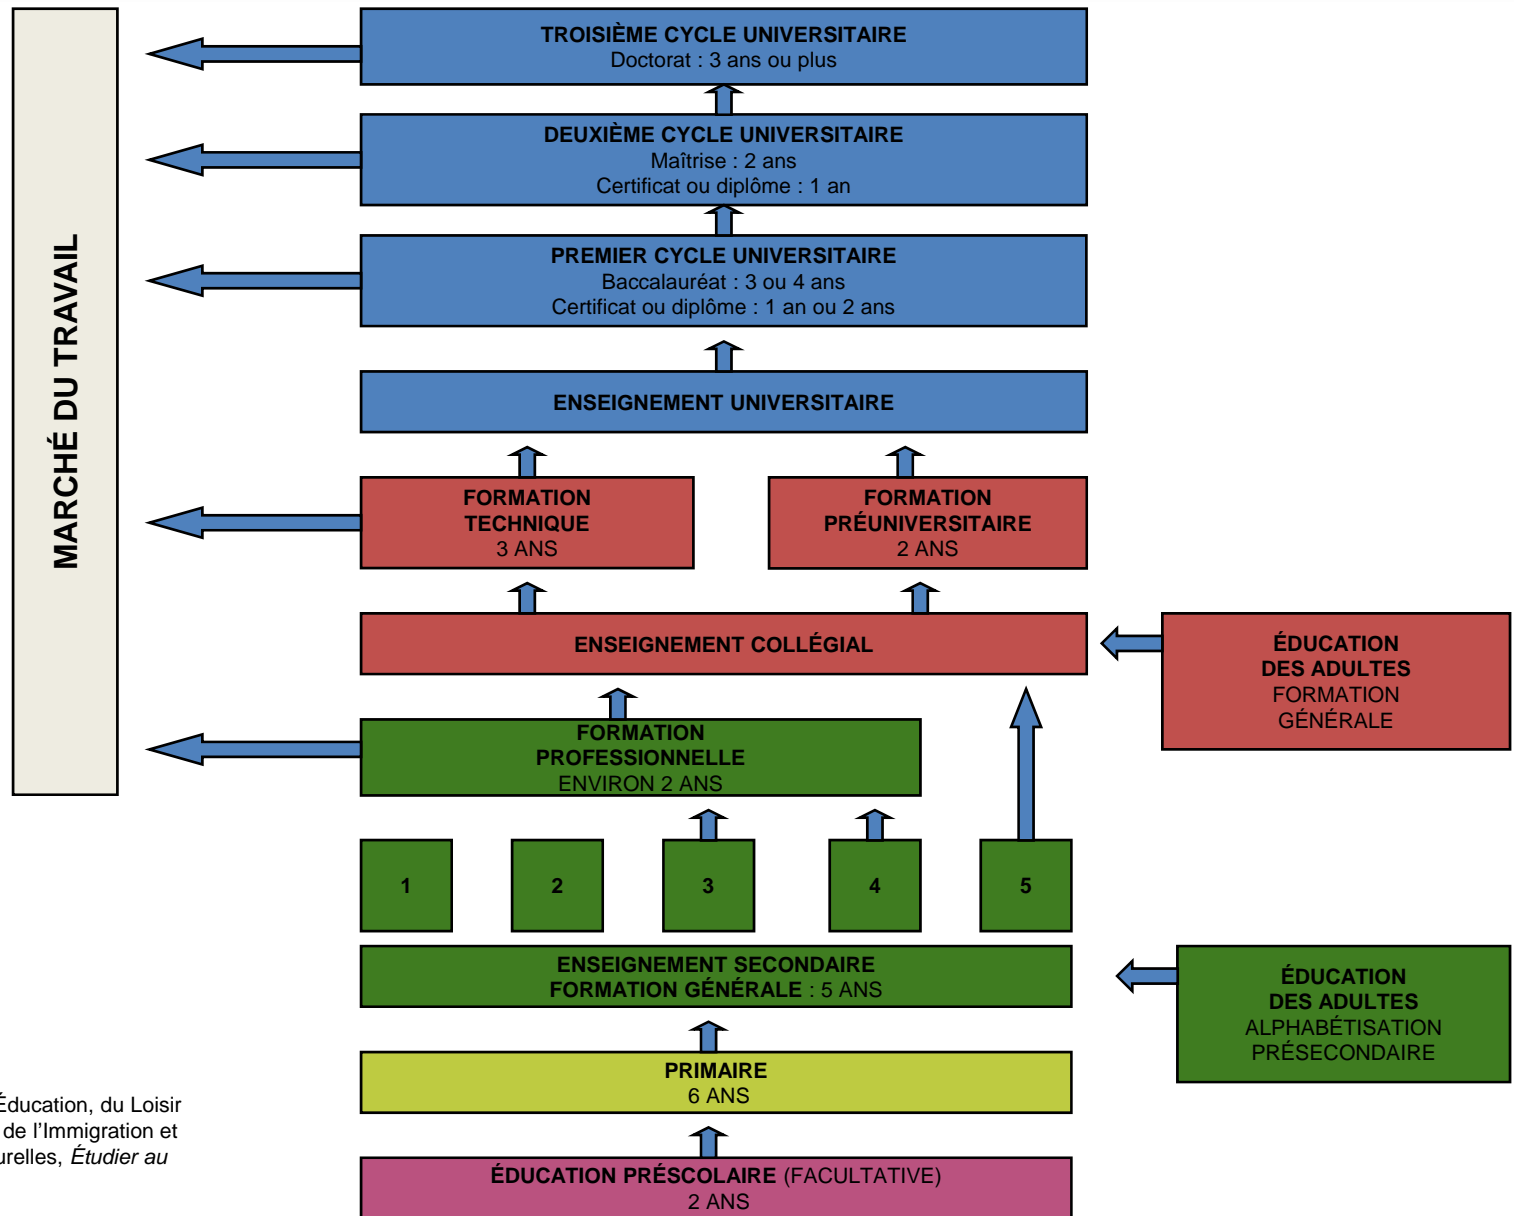 MARCHÉ DU TRAVAIL
TROISIÈME CYCLE UNIVERSITAIRE
Doctorat : 3 ans ou plus
DEUXIÈME CYCLE UNIVERSITAIRE
Maîtrise : 2 ans
Certificat ou diplôme : 1 an
PREMIER CYCLE UNIVERSITAIRE
Baccalauréat : 3 ou 4 ans
Certificat ou diplôme : 1 an ou 2 ans
ENSEIGNEMENT UNIVERSITAIRE
FORMATION
TECHNIQUE
3 ANS
FORMATION
PRÉUNIVERSITAIRE
2 ANS
ENSEIGNEMENT COLLÉGIAL
ÉDUCATION
DES ADULTES
FORMATION
GÉNÉRALE
FORMATION
PROFESSIONNELLE
ENVIRON 2 ANS
1
2
3
4
5
ENSEIGNEMENT SECONDAIRE
FORMATION GÉNÉRALE : 5 ANS
ÉDUCATION
DES ADULTES
ALPHABÉTISATION
PRÉSECONDAIRE
PRIMAIRE
6 ANS
Éducation, du Loisir
de l’Immigration et
urelles, Étudier au
ÉDUCATION PRÉSCOLAIRE (FACULTATIVE)
2 ANS